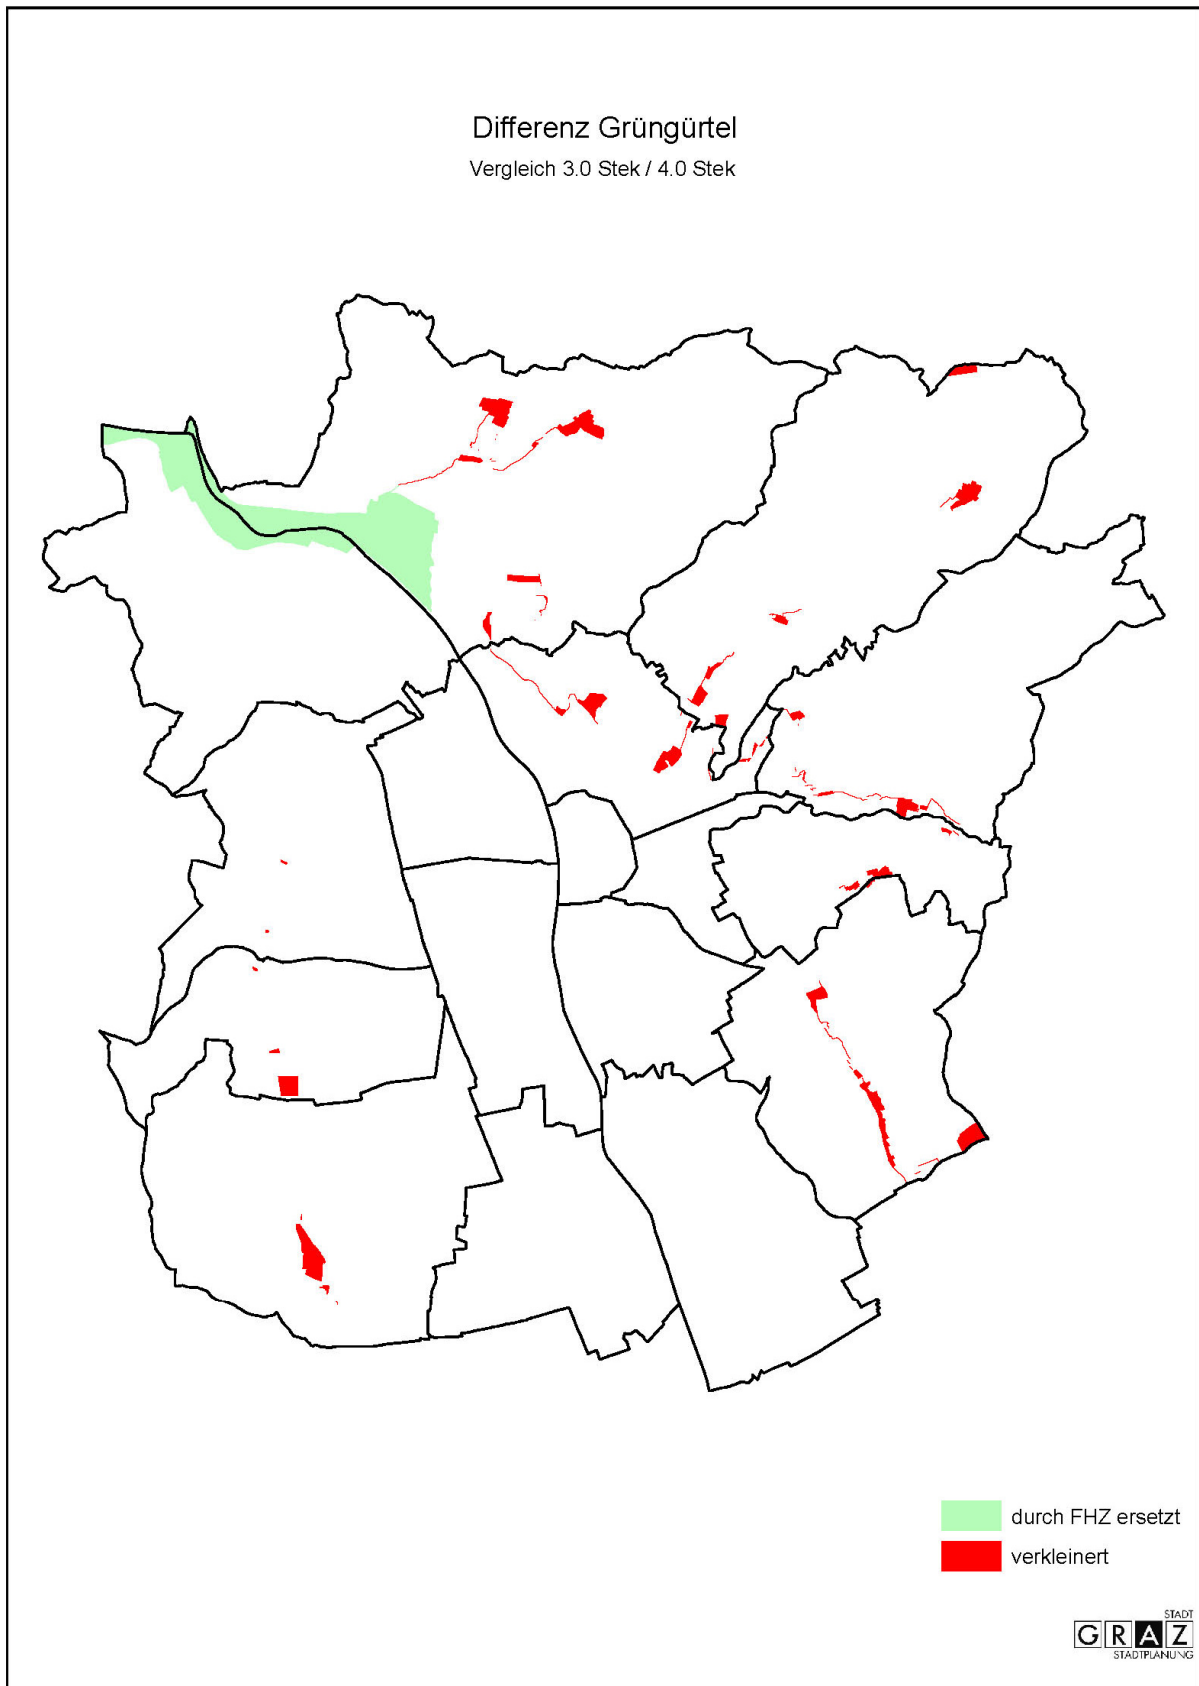 Differenz Grüngürtel
Vergleich 3.0 Stek / 4.0 Stek
durch FHZ ersetzt
verkleinert
STADT
GRAZ
STADTPLANUNG